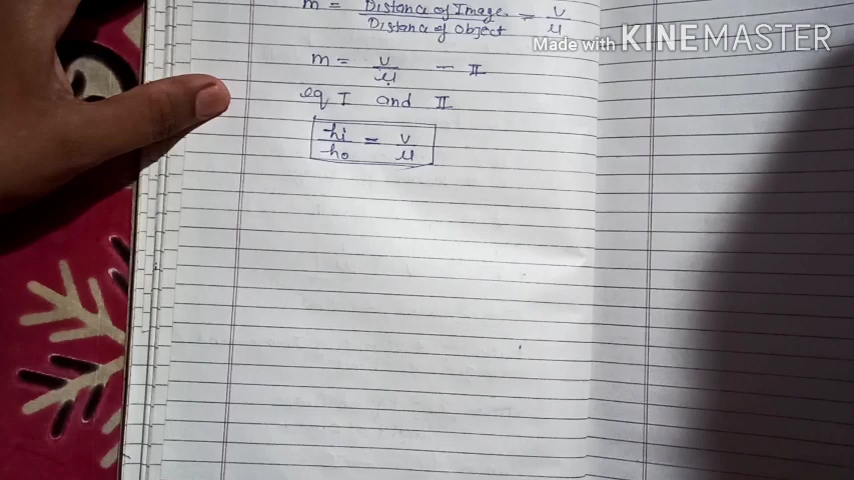 m = Distance of Image / Distance of Object = v/u
Made with KINEMASTER
m = v/u — II
eq I and II
hi/ho = v/u